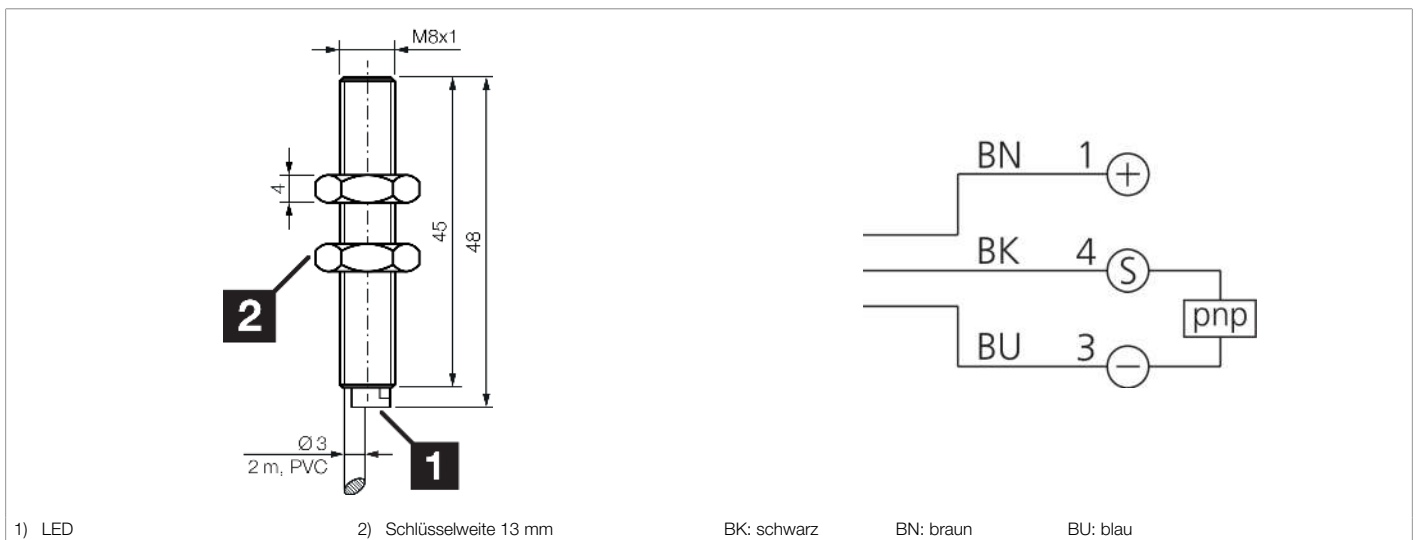 M8x1
4
45
48
2
Ø 3
2 m, PVC
1
BN 1 +
BK 4 S
pnp
BU 3 −
1) LED 2) Schlüsselweite 13 mm BK: schwarz BN: braun BU: blau